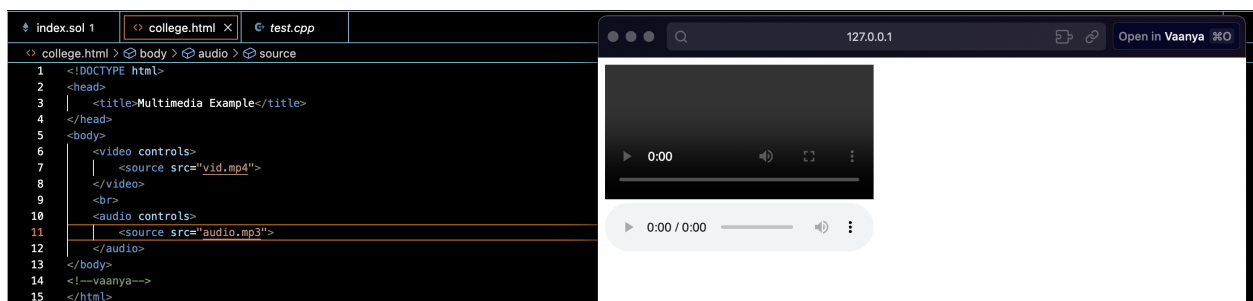 index.sol 1
college.html
test.cpp
college.html > body > audio > source
1 <!DOCTYPE html>
2 <head>
3 <title>Multimedia Example</title>
4 </head>
5 <body>
6 <video controls>
7 <source src="vid.mp4">
8 </video>
9 <br>
10 <audio controls>
11 <source src="audio.mp3">
12 </audio>
13 </body>
14 <!--vaanya-->
15 </html>
127.0.0.1
Open in Vaanya ⌘O
0:00
0:00 / 0:00